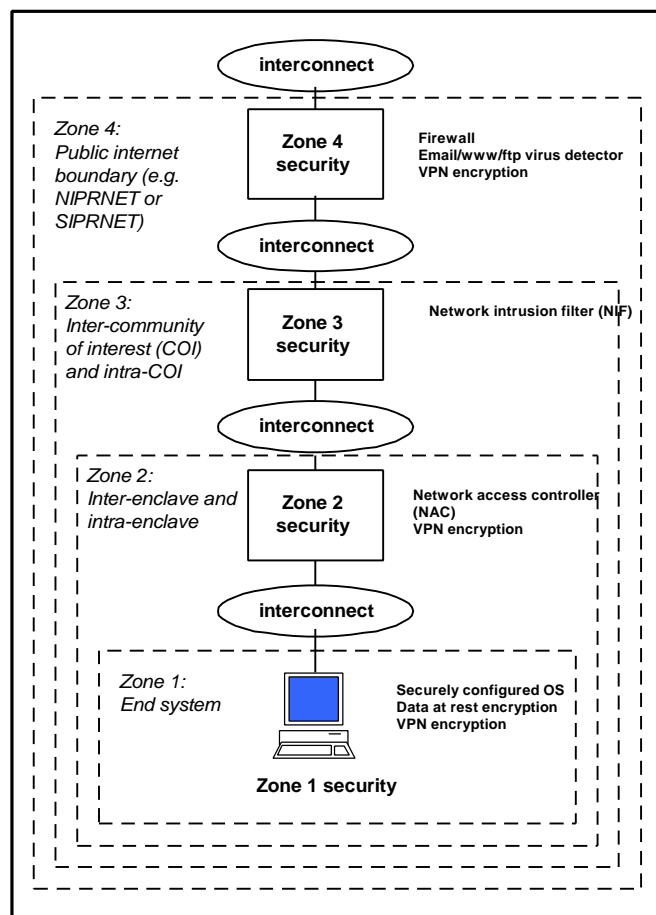 interconnect
Zone 4:
Public internet
boundary (e.g.
NIPRNET or
SIPRNET)
Zone 4
security
Firewall
Email/www/ftp virus detector
VPN encryption
interconnect
Zone 3:
Inter-community
of interest (COI)
and intra-COI
Zone 3
security
Network intrusion filter (NIF)
interconnect
Zone 2:
Inter-enclave and
intra-enclave
Zone 2
security
Network access controller
(NAC)
VPN encryption
interconnect
Zone 1:
End system
Securely configured OS
Data at rest encryption
VPN encryption
Zone 1 security